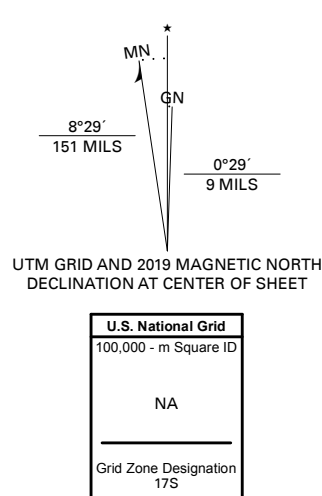 ★
MN
GN
8°29´
151 MILS
0°29´
9 MILS
UTM GRID AND 2019 MAGNETIC NORTH
DECLINATION AT CENTER OF SHEET
U.S. National Grid
100,000 - m Square ID
NA
Grid Zone Designation
17S